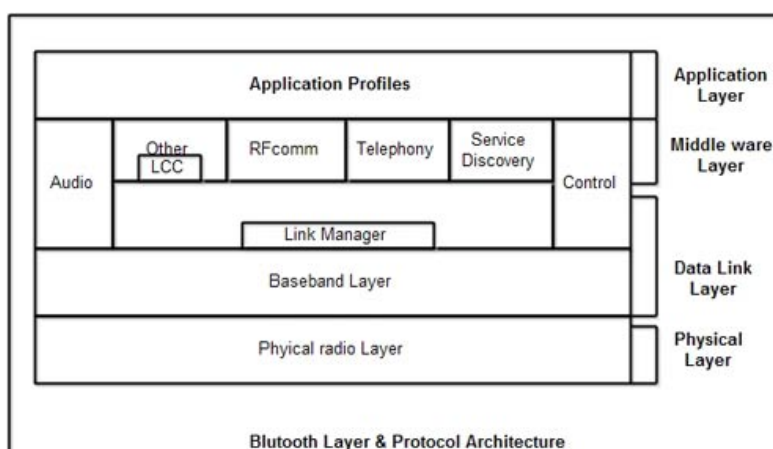 Application Profiles
Application
Layer
Audio
Other
LCC
RFcomm
Telephony
Service
Discovery
Control
Middle ware
Layer
Link Manager
Baseband Layer
Data Link
Layer
Phyical radio Layer
Physical
Layer
Blutooth Layer & Protocol Architecture